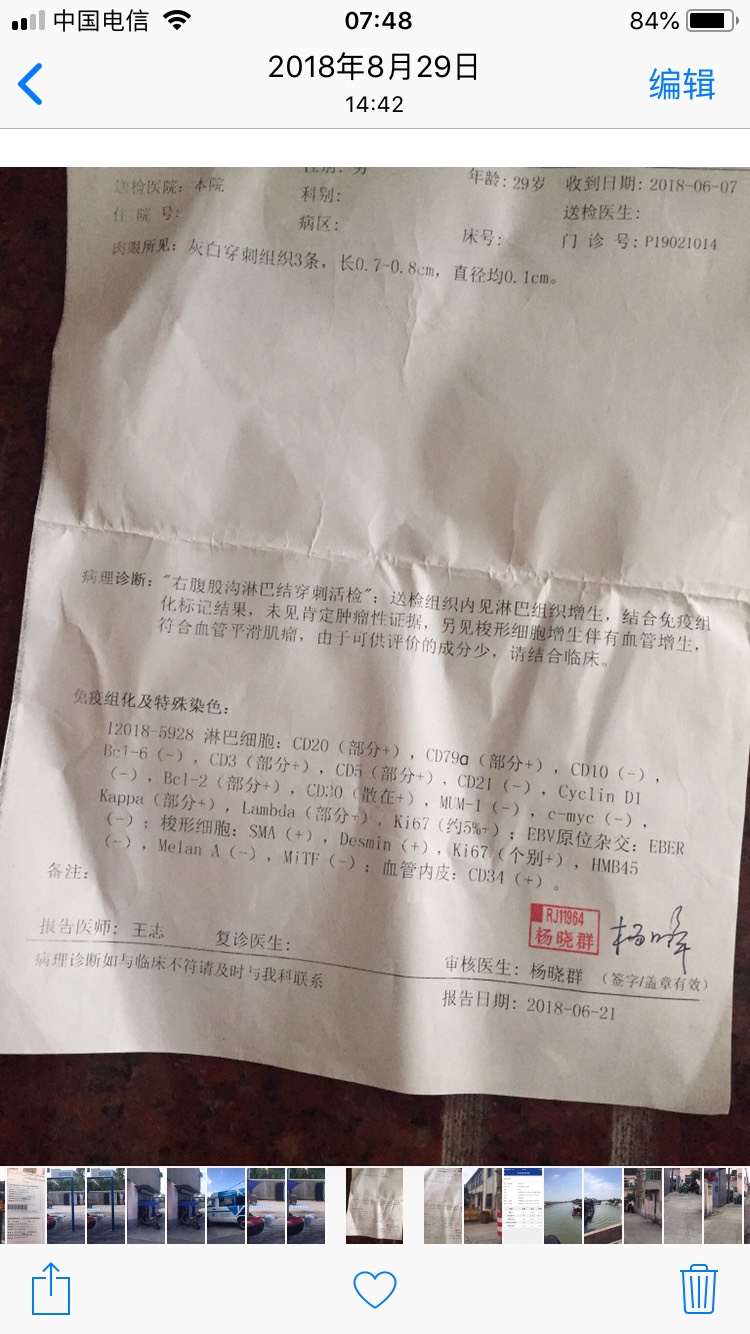 中国电信
07:48
84%
2018年8月29日
14:42
编辑
年龄: 29岁 收到日期: 2018-06-07
送检医院: 本院 科别: 送检医生:
住 院 号: 病区: 床号: 门 诊 号: P19021014
肉眼所见: 灰白穿刺组织3条, 长0.7-0.8cm, 直径均0.1cm。
病理诊断: "右腹股沟淋巴结穿刺活检": 送检组织内见淋巴组织增生, 结合免疫组
化标记结果, 未见肯定肿瘤性证据, 另见梭形细胞增生伴有血管增生,
符合血管平滑肌瘤, 由于可供评价的成分少, 请结合临床。
免疫组化及特殊染色:
I2018-5928 淋巴细胞: CD20（部分+）, CD79α（部分+）, CD10（-）,
Bcl-6（-）, CD3（部分+）, CD5（部分+）, CD21（-）, Cyclin D1
（-）, Bcl-2（部分+）, CD30（散在+）, MUM-1（-）, c-myc（-）,
Kappa（部分+）, Lambda（部分+）, Ki67（约5%+）; EBV原位杂交: EBER
（-）; 梭形细胞: SMA（+）, Desmin（+）, Ki67（个别+）, HMB45
（-）, Melan A（-）, MiTF（-）; 血管内皮: CD34（+）。
备注:
RJ11964
杨晓群
报告医师: 王志 复诊医生: 审核医生: 杨晓群 （签字/盖章有效）
病理诊断如与临床不符请及时与我科联系 报告日期: 2018-06-21